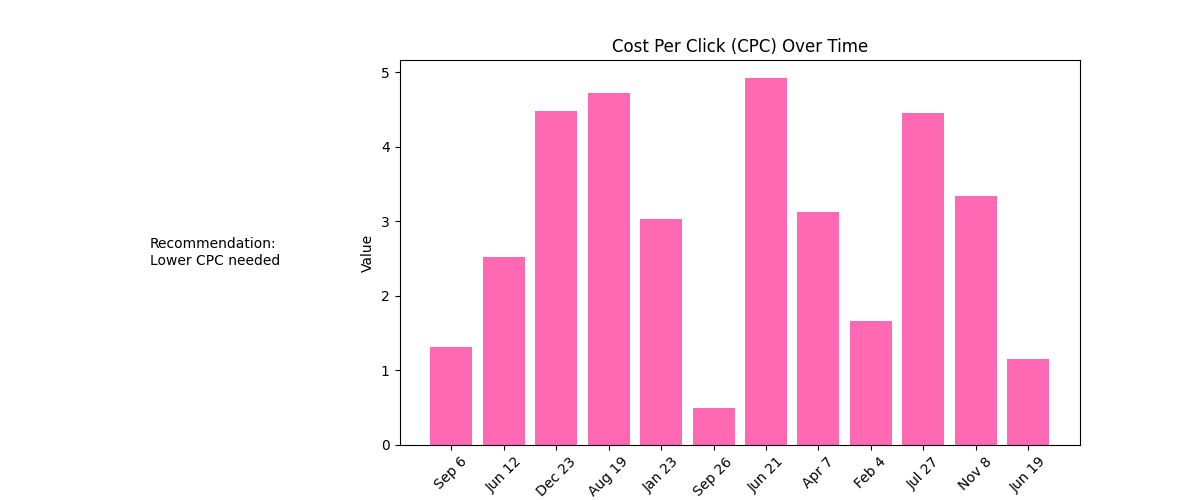 Cost Per Click (CPC) Over Time
Recommendation:
Lower CPC needed
Value
5
4
3
2
1
0
Sep 6
Jun 12
Dec 23
Aug 19
Jan 23
Sep 26
Jun 21
Apr 7
Feb 4
Jul 27
Nov 8
Jun 19